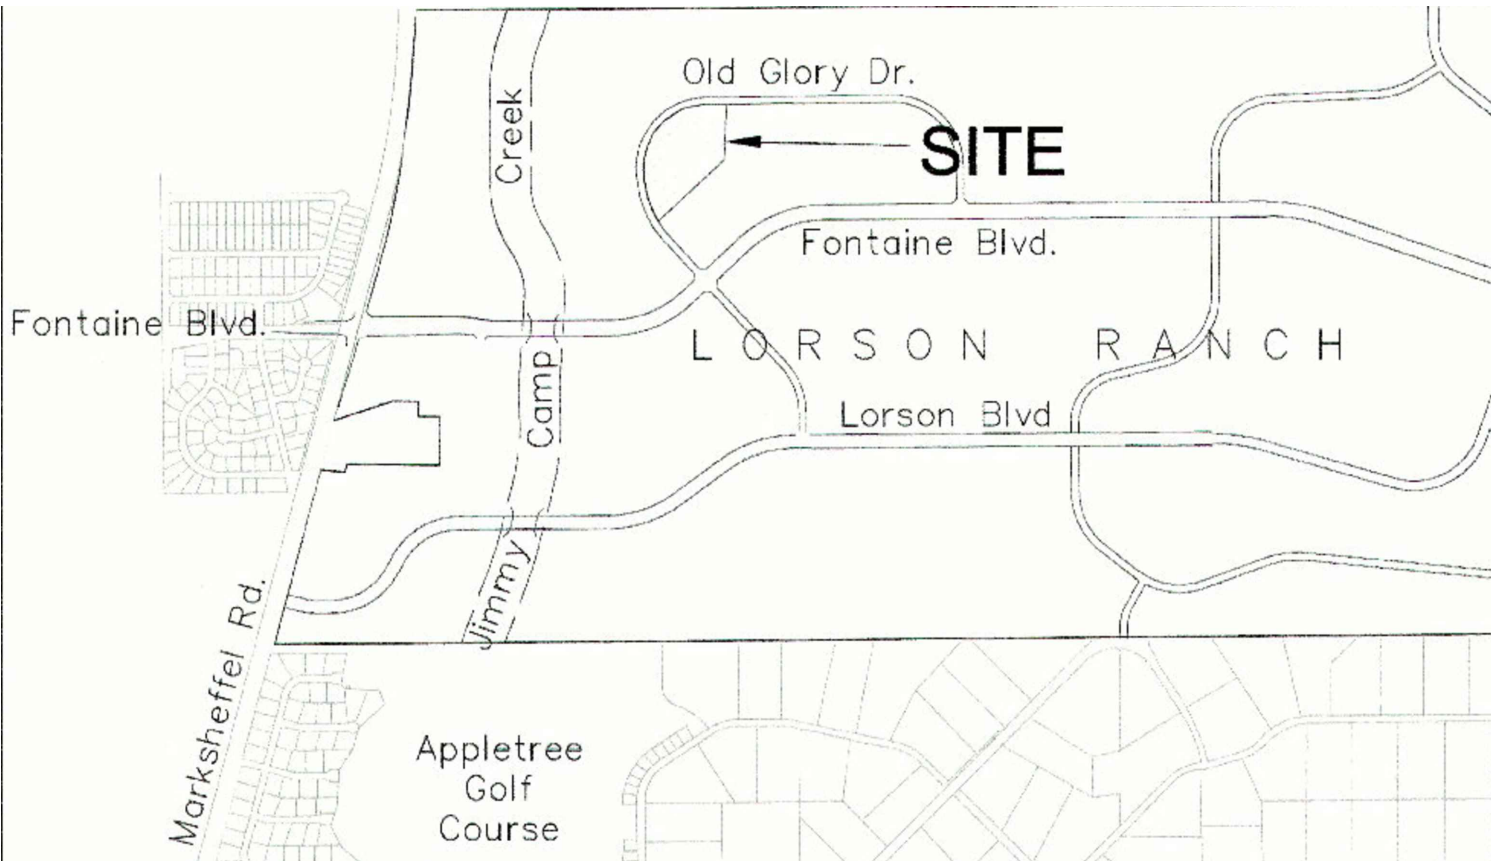 Old Glory Dr.
Creek
SITE
Fontaine Blvd.
Fontaine Blvd.
LORSON RANCH
Camp
Lorson Blvd
Jimmy
Marksheffel Rd.
Appletree
Golf
Course